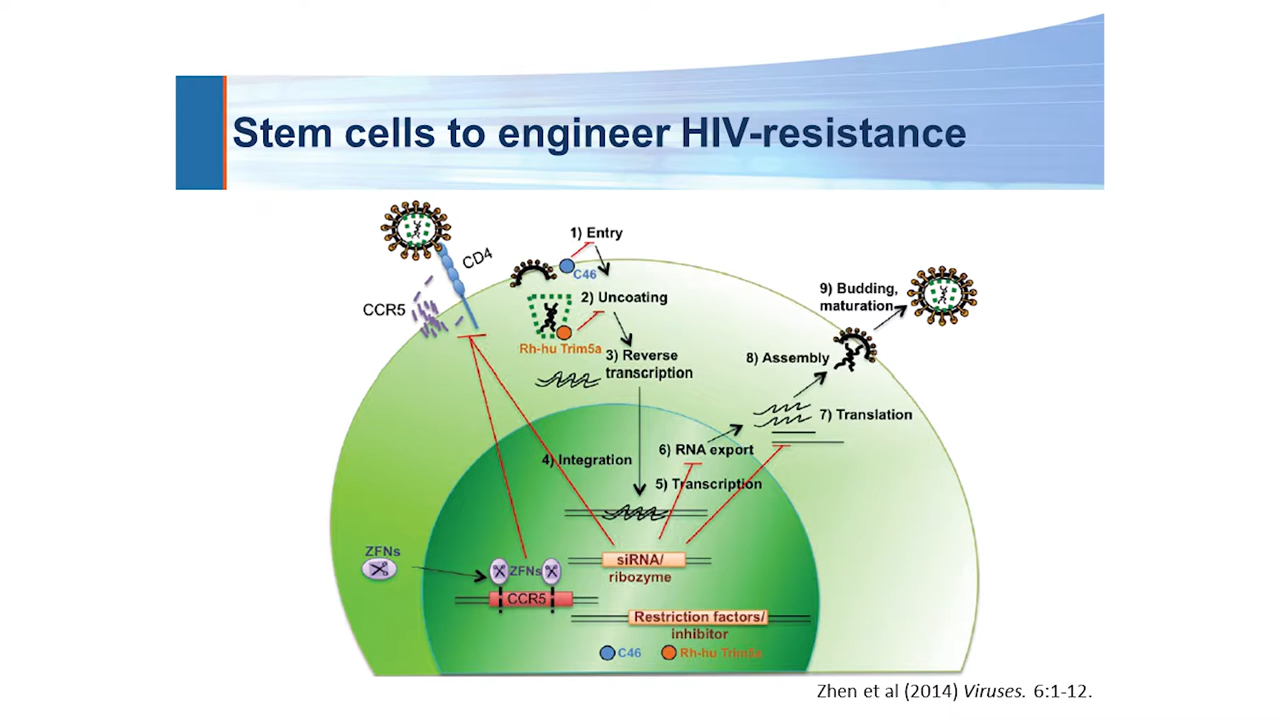 Stem cells to engineer HIV-resistance
CD4
CCR5
1) Entry
C46
2) Uncoating
Rh-hu Trim5a
3) Reverse
transcription
4) Integration
5) Transcription
6) RNA export
7) Translation
8) Assembly
9) Budding,
maturation
ZFNs
ZFNs
CCR5
siRNA/
ribozyme
Restriction factors/
inhibitor
C46
Rh-hu Trim5a
Zhen et al (2014) Viruses. 6:1-12.